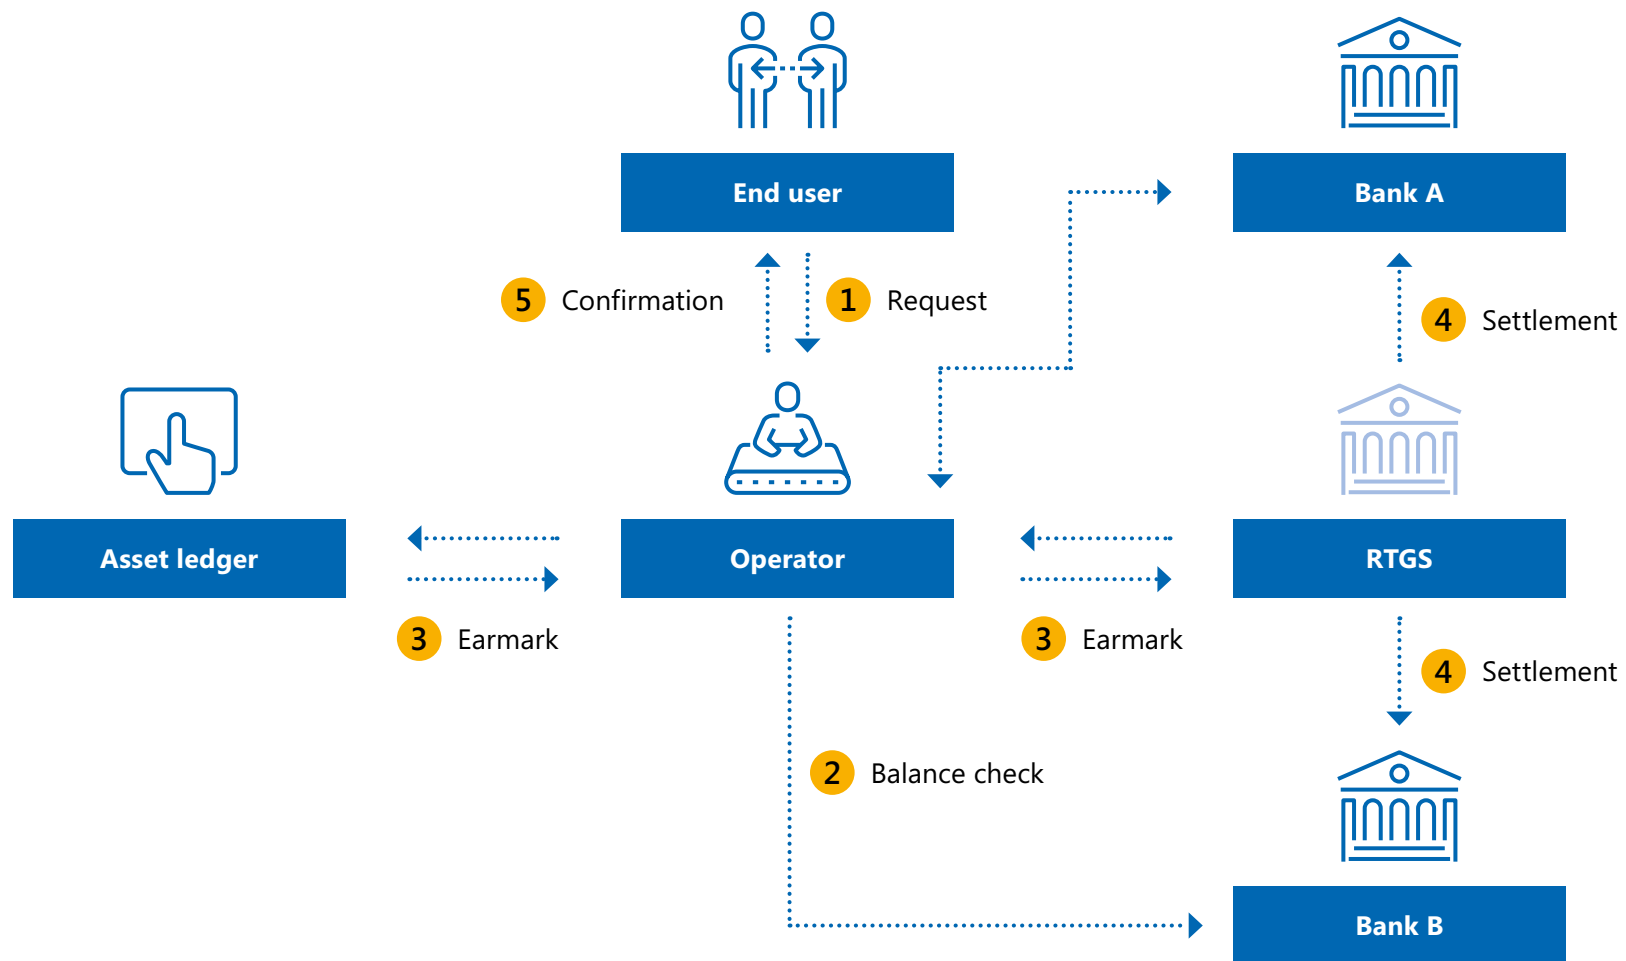 End user
Bank A
5 Confirmation
1 Request
4 Settlement
Asset ledger
Operator
RTGS
3 Earmark
3 Earmark
4 Settlement
2 Balance check
Bank B